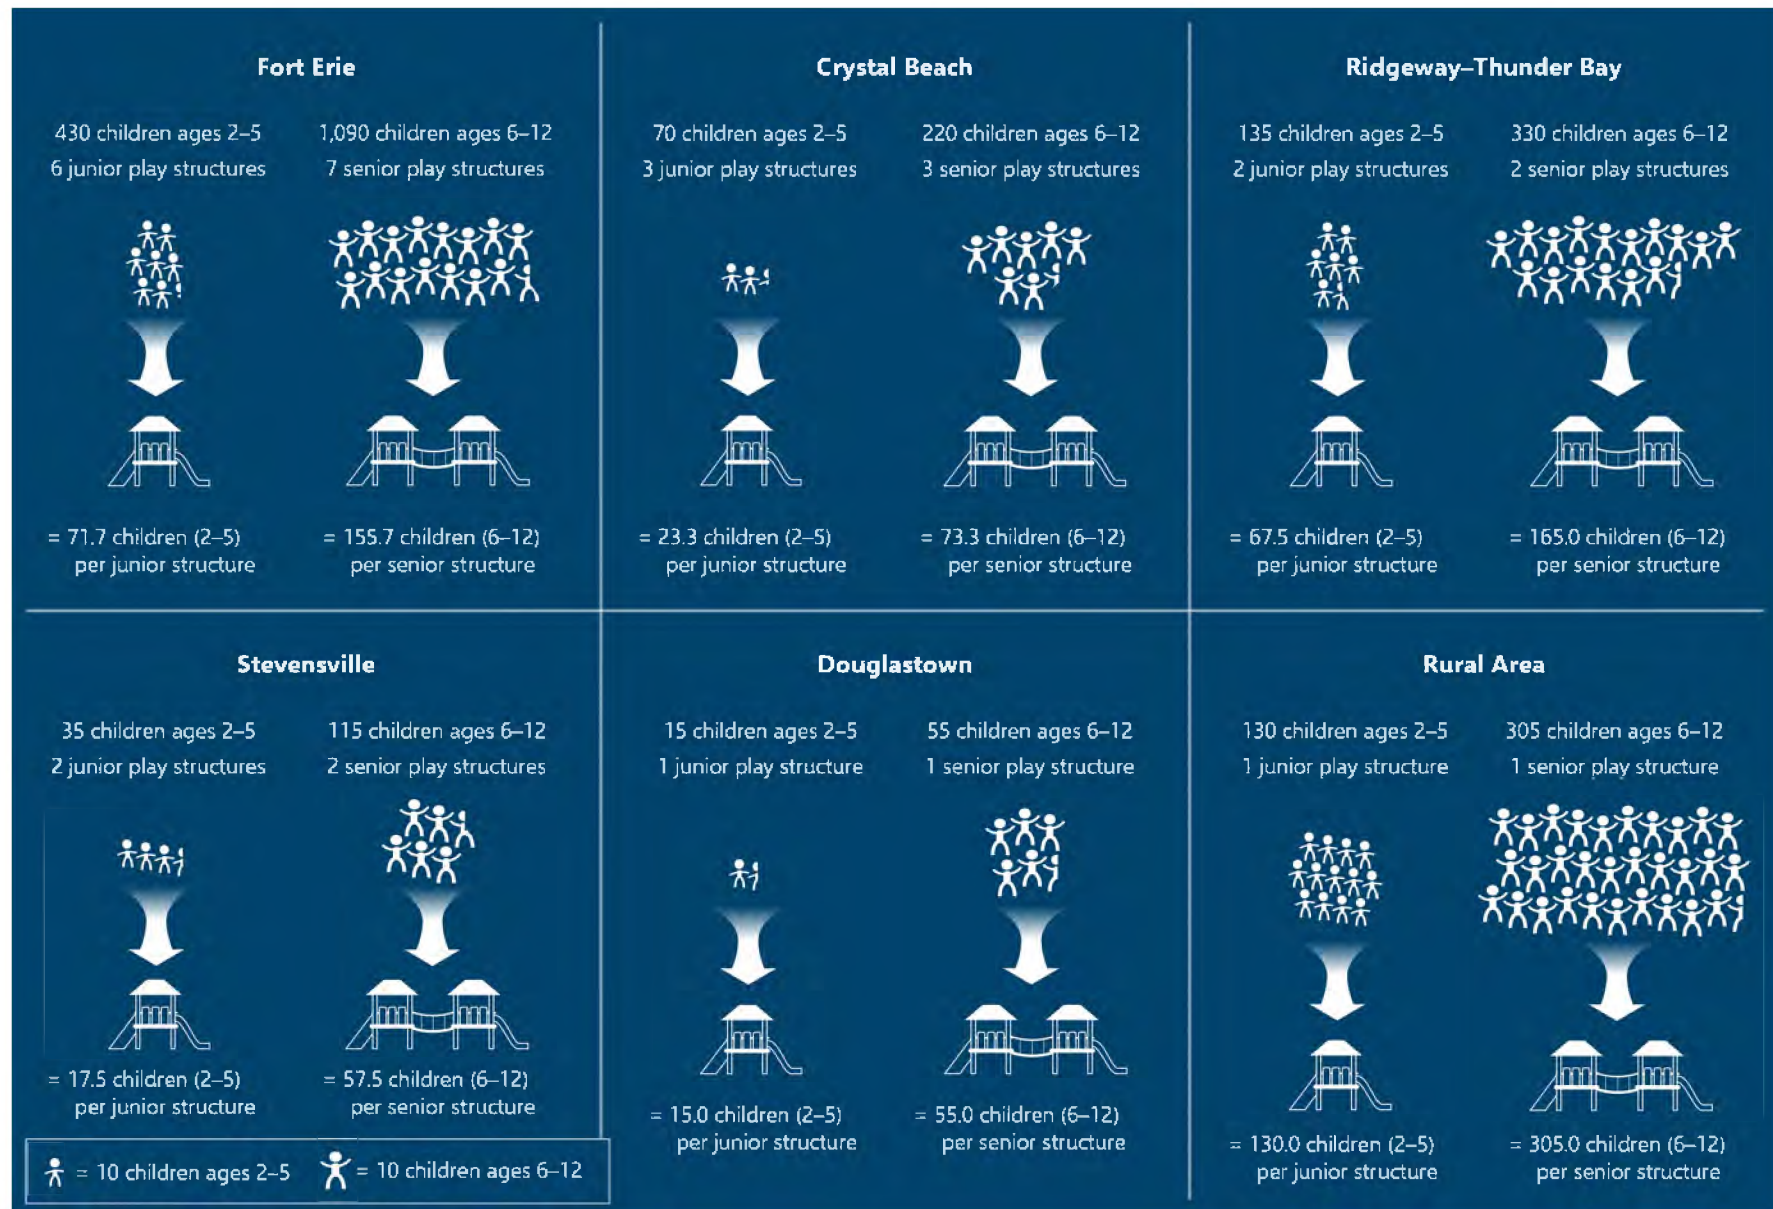 Fort Erie
430 children ages 2–5
6 junior play structures
1,090 children ages 6–12
7 senior play structures
= 71.7 children (2–5)
per junior structure
= 155.7 children (6–12)
per senior structure
Crystal Beach
70 children ages 2–5
3 junior play structures
220 children ages 6–12
3 senior play structures
= 23.3 children (2–5)
per junior structure
= 73.3 children (6–12)
per senior structure
Ridgeway–Thunder Bay
135 children ages 2–5
2 junior play structures
330 children ages 6–12
2 senior play structures
= 67.5 children (2–5)
per junior structure
= 165.0 children (6–12)
per senior structure
Stevensville
35 children ages 2–5
2 junior play structures
115 children ages 6–12
2 senior play structures
= 17.5 children (2–5)
per junior structure
= 57.5 children (6–12)
per senior structure
Douglastown
15 children ages 2–5
1 junior play structure
55 children ages 6–12
1 senior play structure
= 15.0 children (2–5)
per junior structure
= 55.0 children (6–12)
per senior structure
Rural Area
130 children ages 2–5
1 junior play structure
305 children ages 6–12
1 senior play structure
= 130.0 children (2–5)
per junior structure
= 305.0 children (6–12)
per senior structure
= 10 children ages 2–5
= 10 children ages 6–12